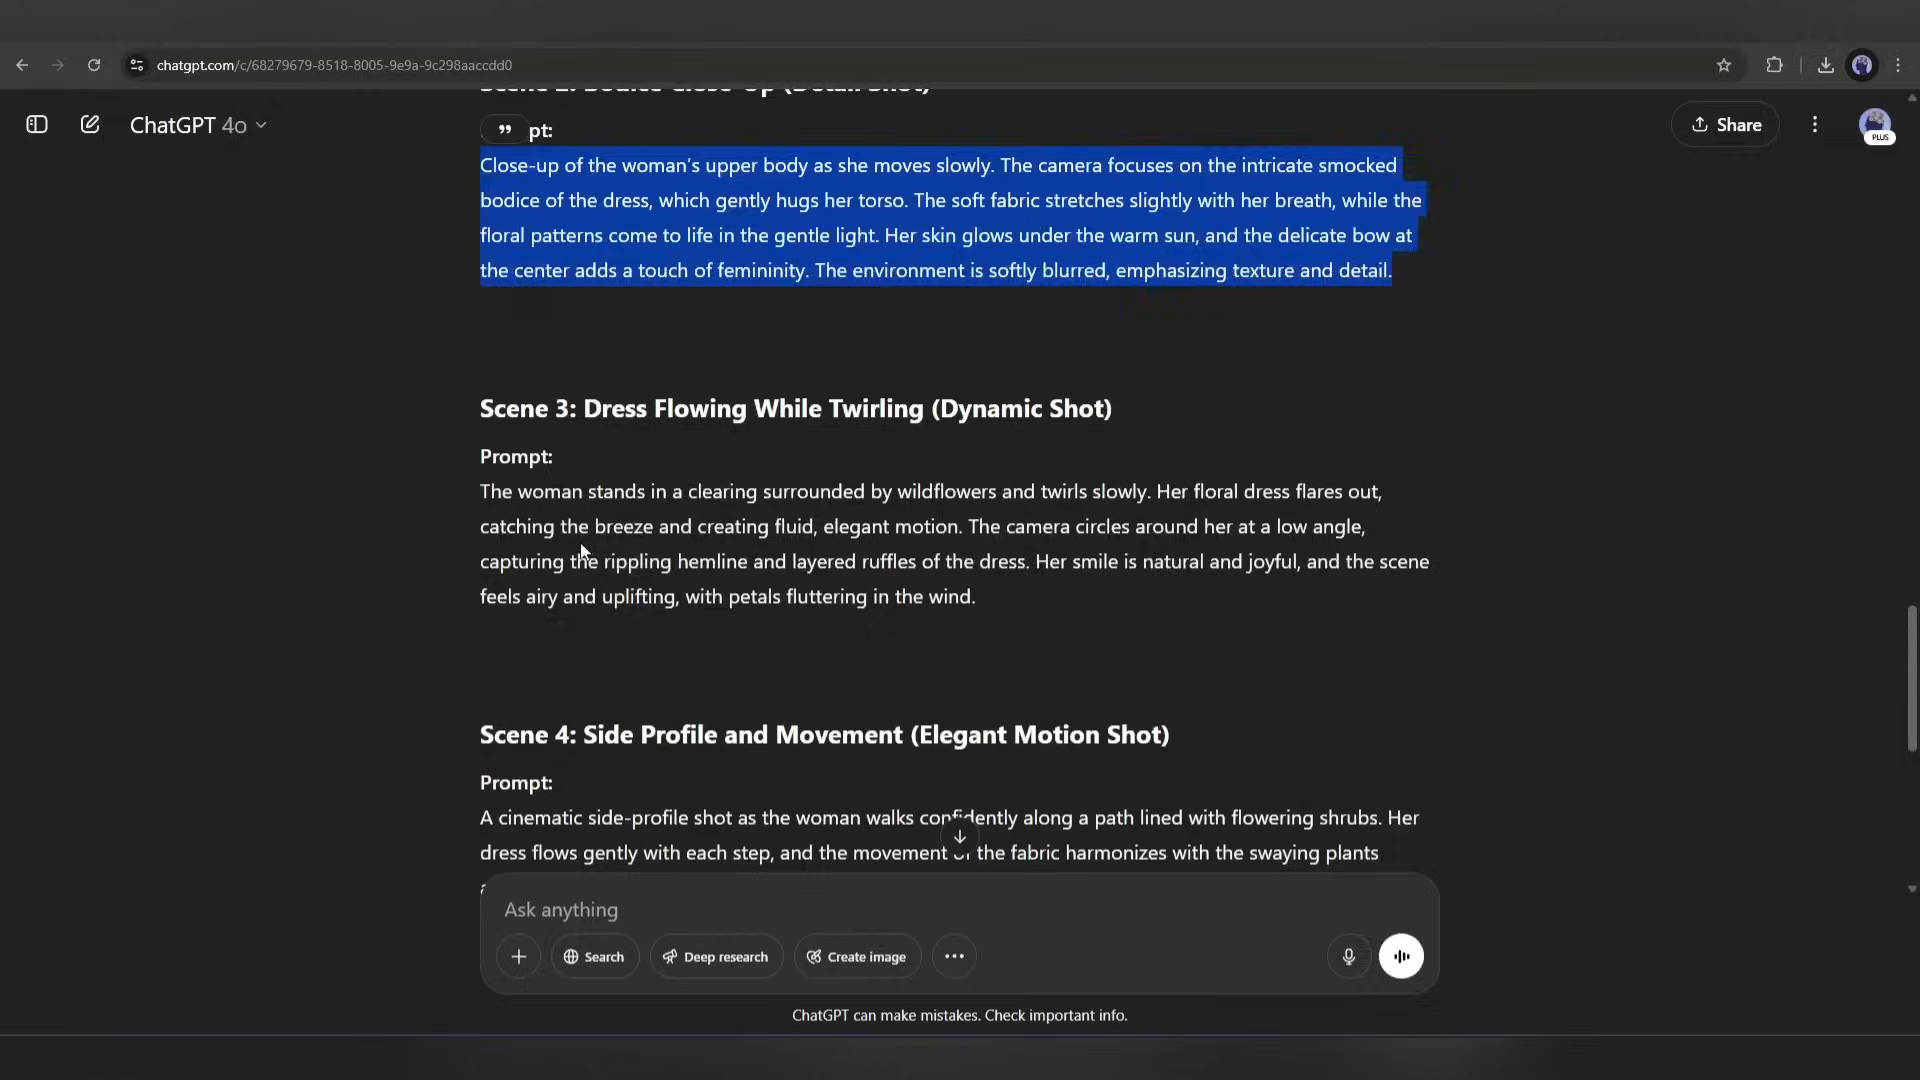 chatgpt.com/c/68279679-8518-8005-9e9a-9c298aaccdd0
ChatGPT 4o
Share
PLUS
Scene 2: Bodice Close-Up (Detail Shot)
pt:
Close-up of the woman's upper body as she moves slowly. The camera focuses on the intricate smocked
bodice of the dress, which gently hugs her torso. The soft fabric stretches slightly with her breath, while the
floral patterns come to life in the gentle light. Her skin glows under the warm sun, and the delicate bow at
the center adds a touch of femininity. The environment is softly blurred, emphasizing texture and detail.
Scene 3: Dress Flowing While Twirling (Dynamic Shot)
Prompt:
The woman stands in a clearing surrounded by wildflowers and twirls slowly. Her floral dress flares out,
catching the breeze and creating fluid, elegant motion. The camera circles around her at a low angle,
capturing the rippling hemline and layered ruffles of the dress. Her smile is natural and joyful, and the scene
feels airy and uplifting, with petals fluttering in the wind.
Scene 4: Side Profile and Movement (Elegant Motion Shot)
Prompt:
A cinematic side-profile shot as the woman walks confidently along a path lined with flowering shrubs. Her
dress flows gently with each step, and the movement of the fabric harmonizes with the swaying plants
Ask anything
Search
Deep research
Create image
ChatGPT can make mistakes. Check important info.